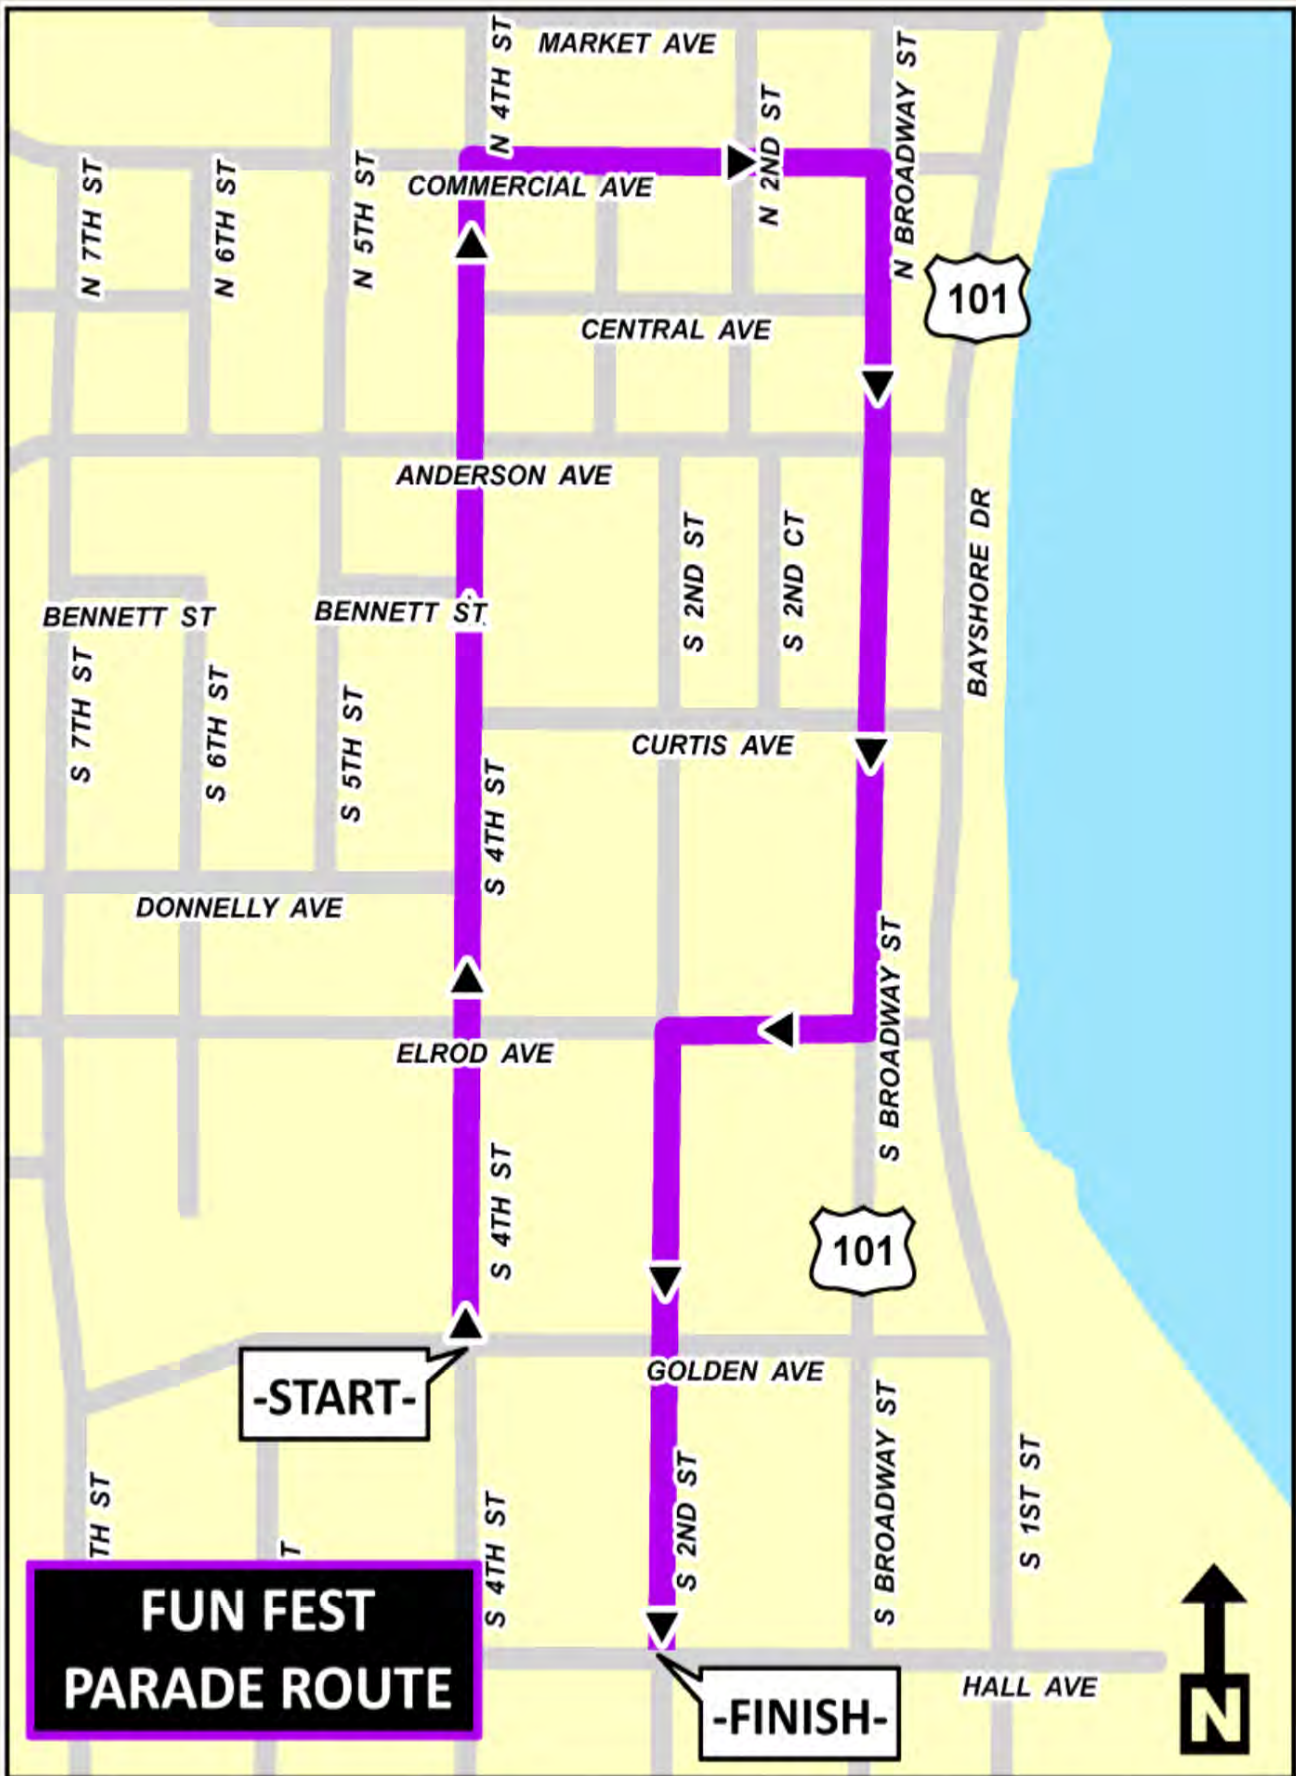 MARKET AVE
N 4TH ST
N BROADWAY ST
N 2ND ST
COMMERCIAL AVE
N 7TH ST
N 6TH ST
N 5TH ST
101
CENTRAL AVE
ANDERSON AVE
S 2ND ST
S 2ND CT
BAYSHORE DR
BENNETT ST
BENNETT ST
S 7TH ST
S 6TH ST
S 5TH ST
CURTIS AVE
S 4TH ST
DONNELLY AVE
S BROADWAY ST
ELROD AVE
S 4TH ST
101
-START-
GOLDEN AVE
S BROADWAY ST
S 1ST ST
S 2ND ST
TH ST
T
S 4TH ST
FUN FEST
PARADE ROUTE
HALL AVE
-FINISH-
N